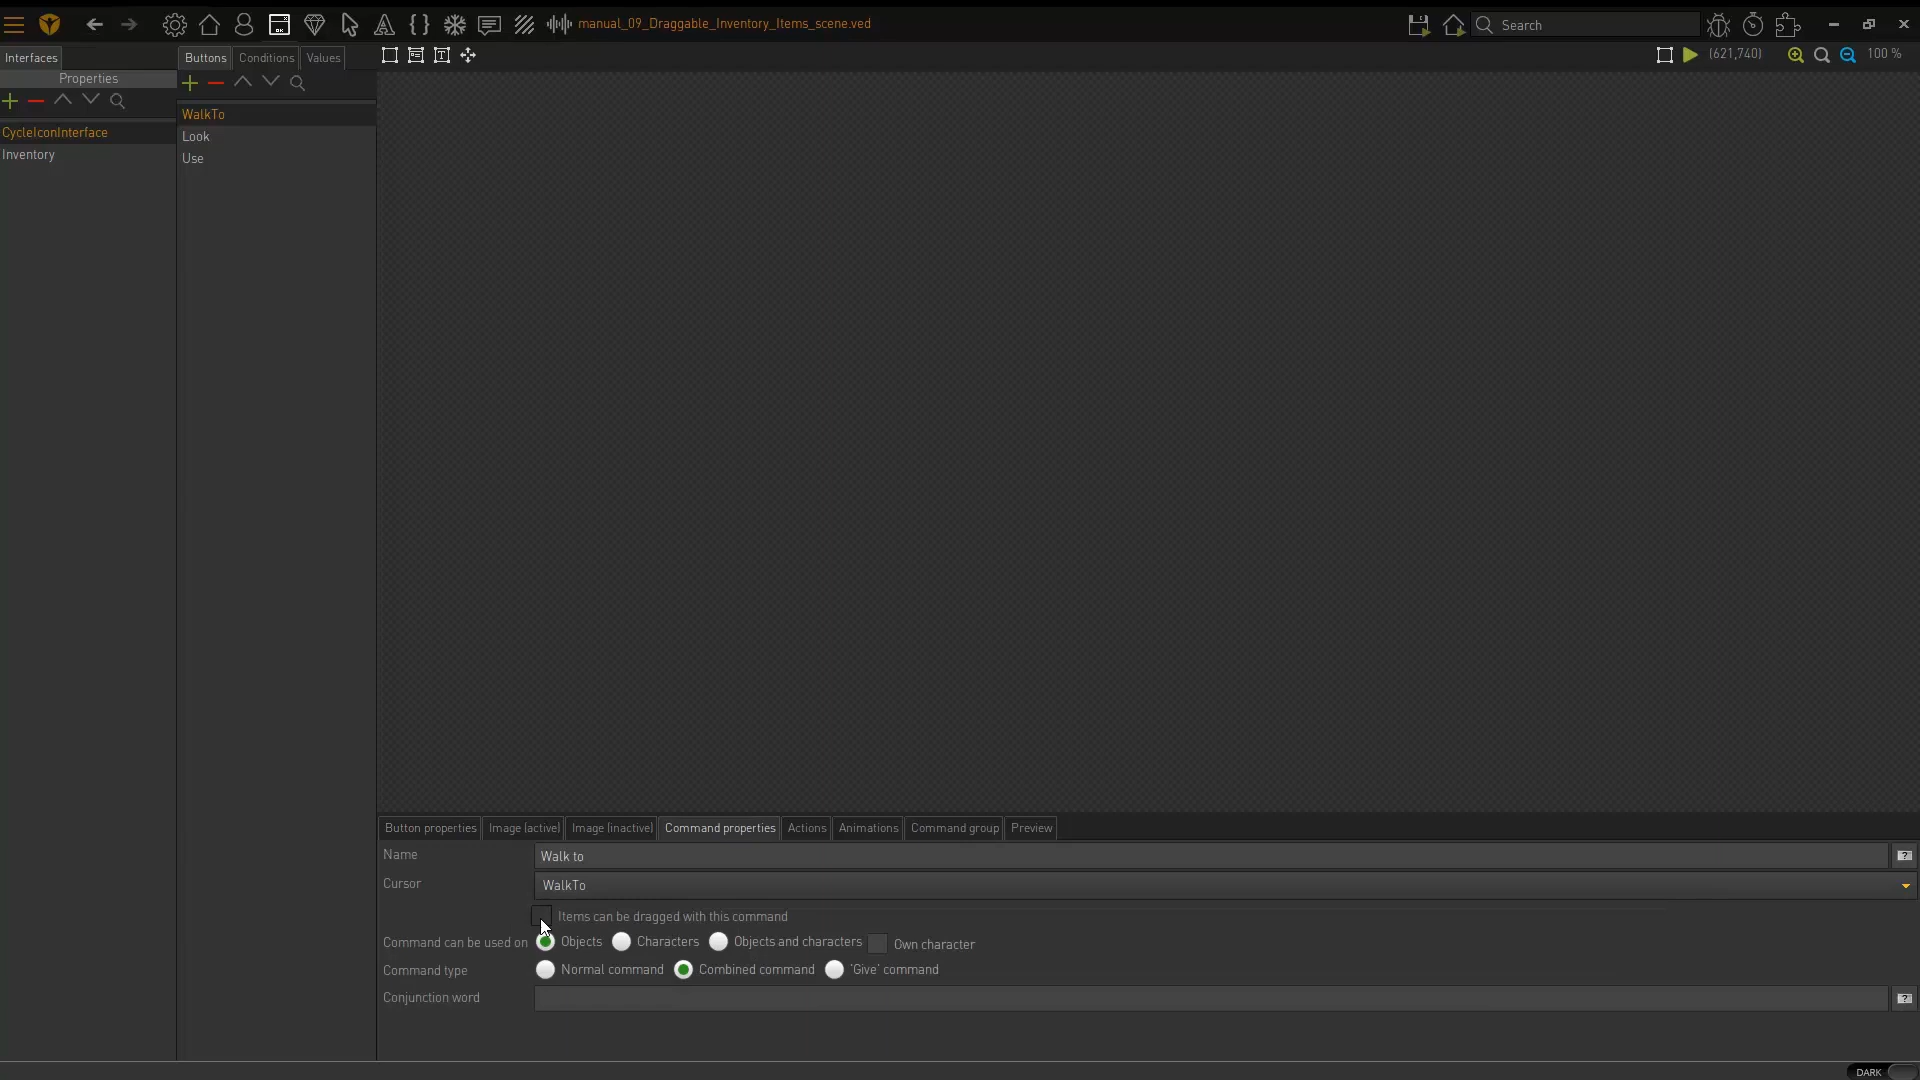 manual_09_Draggable_Inventory_Items_scene.ved
Search
Interfaces
Buttons Conditions Values
(621,740)
100 %
Properties
CycleIconInterface
Inventory
WalkTo
Look
Use
Button properties Image (active) Image (inactive) Command properties Actions Animations Command group Preview
Name Walk to
Cursor WalkTo
Items can be dragged with this command
Command can be used on Objects Characters Objects and characters Own character
Command type Normal command Combined command 'Give' command
Conjunction word
DARK